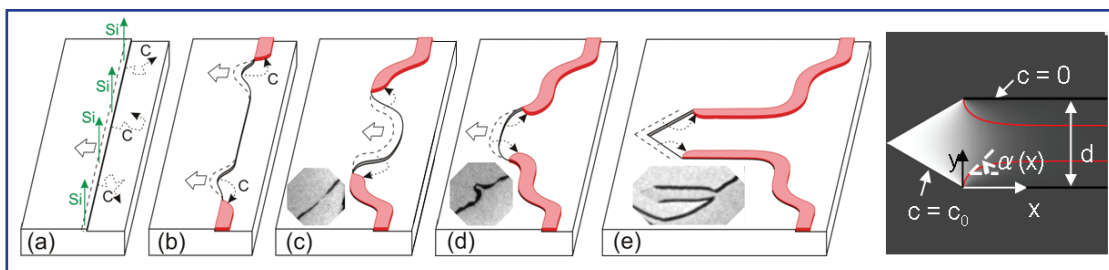 Si
C
Si
C
Si
C
Si
(a)
C
C
(b)
(c)
(d)
(e)
c = 0
d
y
α (x)
c = c₀
x